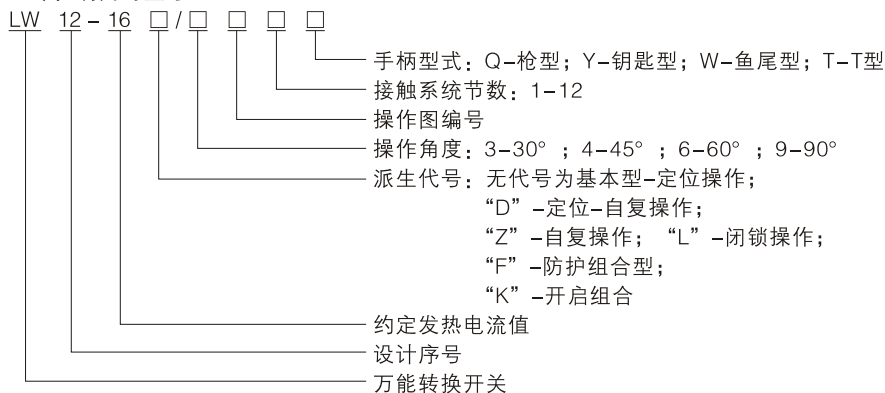 LW 12-16 □/□ □ □ □
手柄型式：Q-枪型；Y-钥匙型；W-鱼尾型；T-T型
接触系统节数：1-12
操作图编号
操作角度：3-30° ；4-45° ；6-60° ；9-90°
派生代号：无代号为基本型-定位操作；
“D” -定位-自复操作；
“Z” -自复操作； “L” -闭锁操作；
“F” -防护组合型；
“K” -开启组合
约定发热电流值
设计序号
万能转换开关